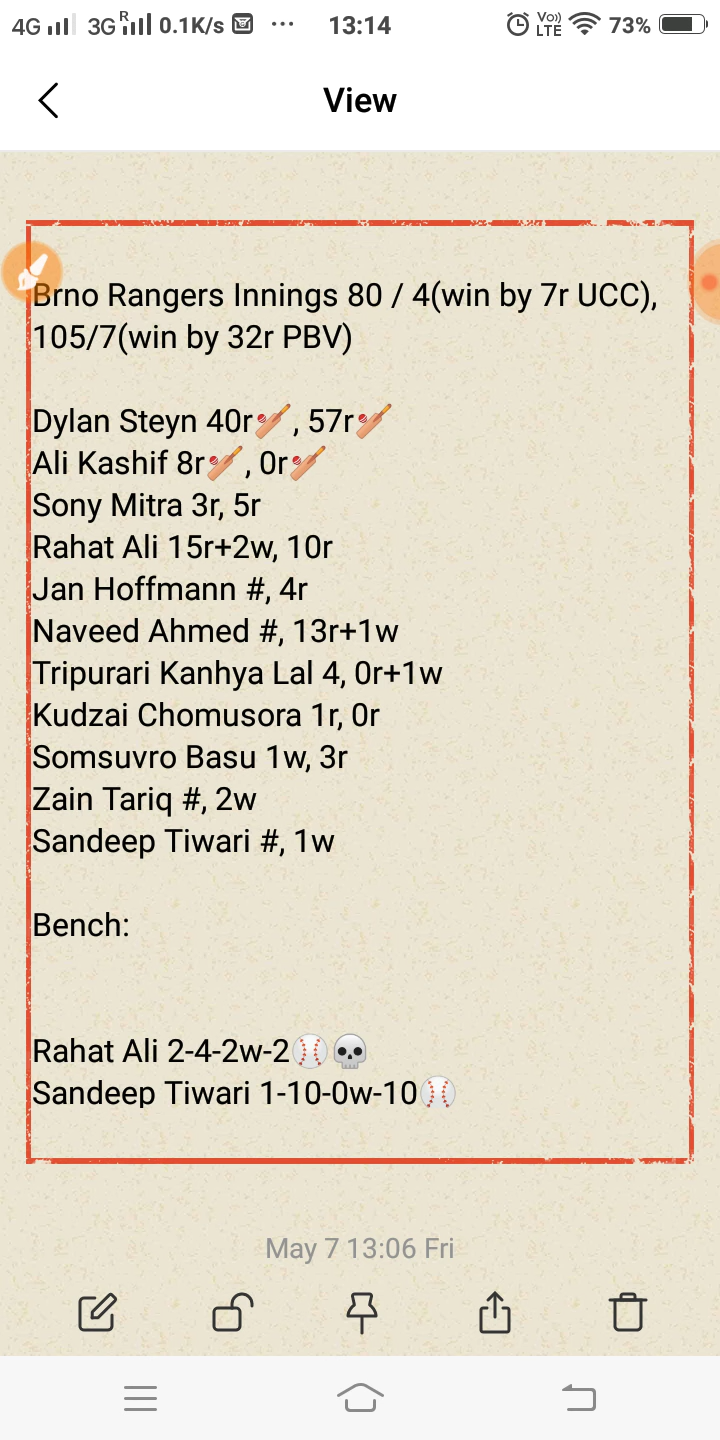 4G 3G R 0.1K/s ... 13:14 Vo)) LTE 73%
View
Brno Rangers Innings 80 / 4(win by 7r UCC),
105/7(win by 32r PBV)
Dylan Steyn 40r🏏, 57r🏏
Ali Kashif 8r🏏, 0r🏏
Sony Mitra 3r, 5r
Rahat Ali 15r+2w, 10r
Jan Hoffmann #, 4r
Naveed Ahmed #, 13r+1w
Tripurari Kanhya Lal 4, 0r+1w
Kudzai Chomusora 1r, 0r
Somsuvro Basu 1w, 3r
Zain Tariq #, 2w
Sandeep Tiwari #, 1w
Bench:
Rahat Ali 2-4-2w-2⚾💀
Sandeep Tiwari 1-10-0w-10⚾
May 7 13:06 Fri